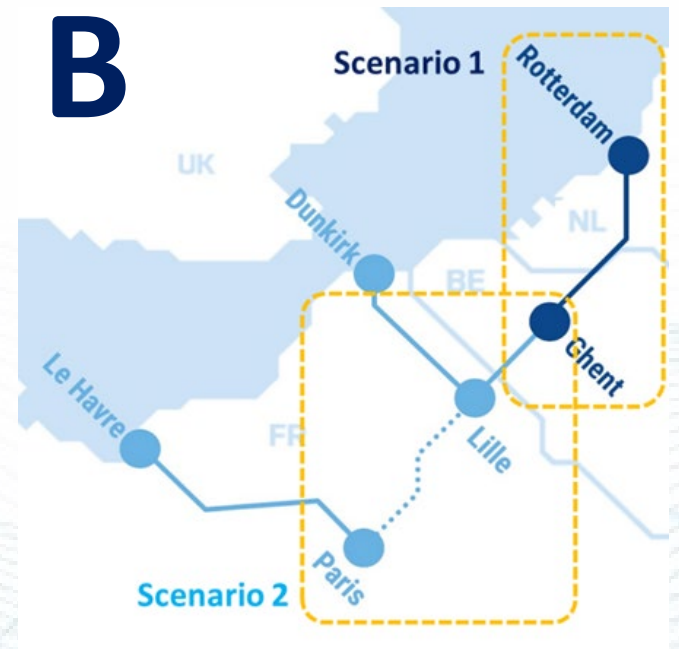 B
Scenario 1
Rotterdam
UK
NL
Dunkirk
BE
Ghent
Le Havre
FR
Lille
Paris
Scenario 2